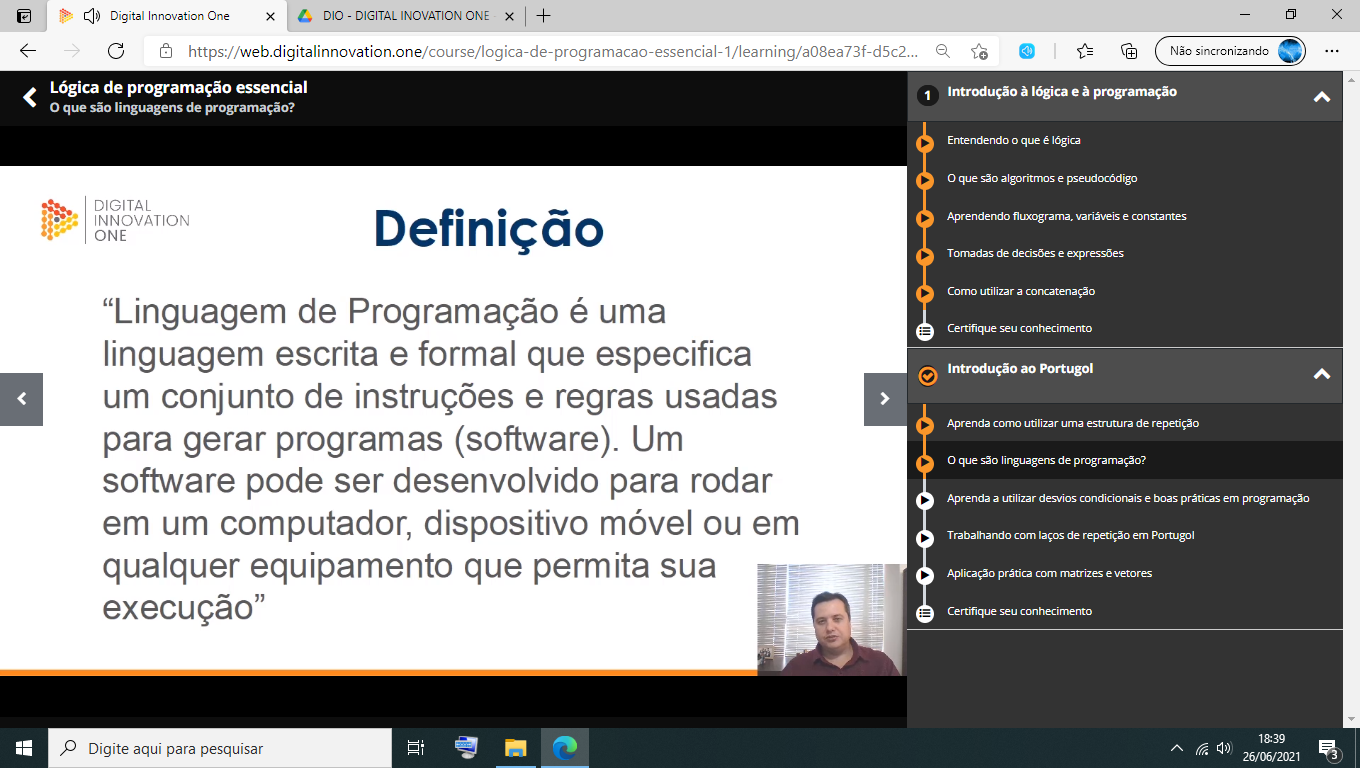 Digital Innovation One
DIO - DIGITAL INOVATION ONE
https://web.digitalinnovation.one/course/logica-de-programacao-essencial-1/learning/a08ea73f-d5c2...
Não sincronizando
Lógica de programação essencial
O que são linguagens de programação?
DIGITAL
INNOVATION
ONE
Definição
“Linguagem de Programação é uma
linguagem escrita e formal que especifica
um conjunto de instruções e regras usadas
para gerar programas (software). Um
software pode ser desenvolvido para rodar
em um computador, dispositivo móvel ou em
qualquer equipamento que permita sua
execução”
1 Introdução à lógica e à programação
Entendendo o que é lógica
O que são algoritmos e pseudocódigo
Aprendendo fluxograma, variáveis e constantes
Tomadas de decisões e expressões
Como utilizar a concatenação
Certifique seu conhecimento
Introdução ao Portugol
Aprenda como utilizar uma estrutura de repetição
O que são linguagens de programação?
Aprenda a utilizar desvios condicionais e boas práticas em programação
Trabalhando com laços de repetição em Portugol
Aplicação prática com matrizes e vetores
Certifique seu conhecimento
Digite aqui para pesquisar
18:39
26/06/2021
3